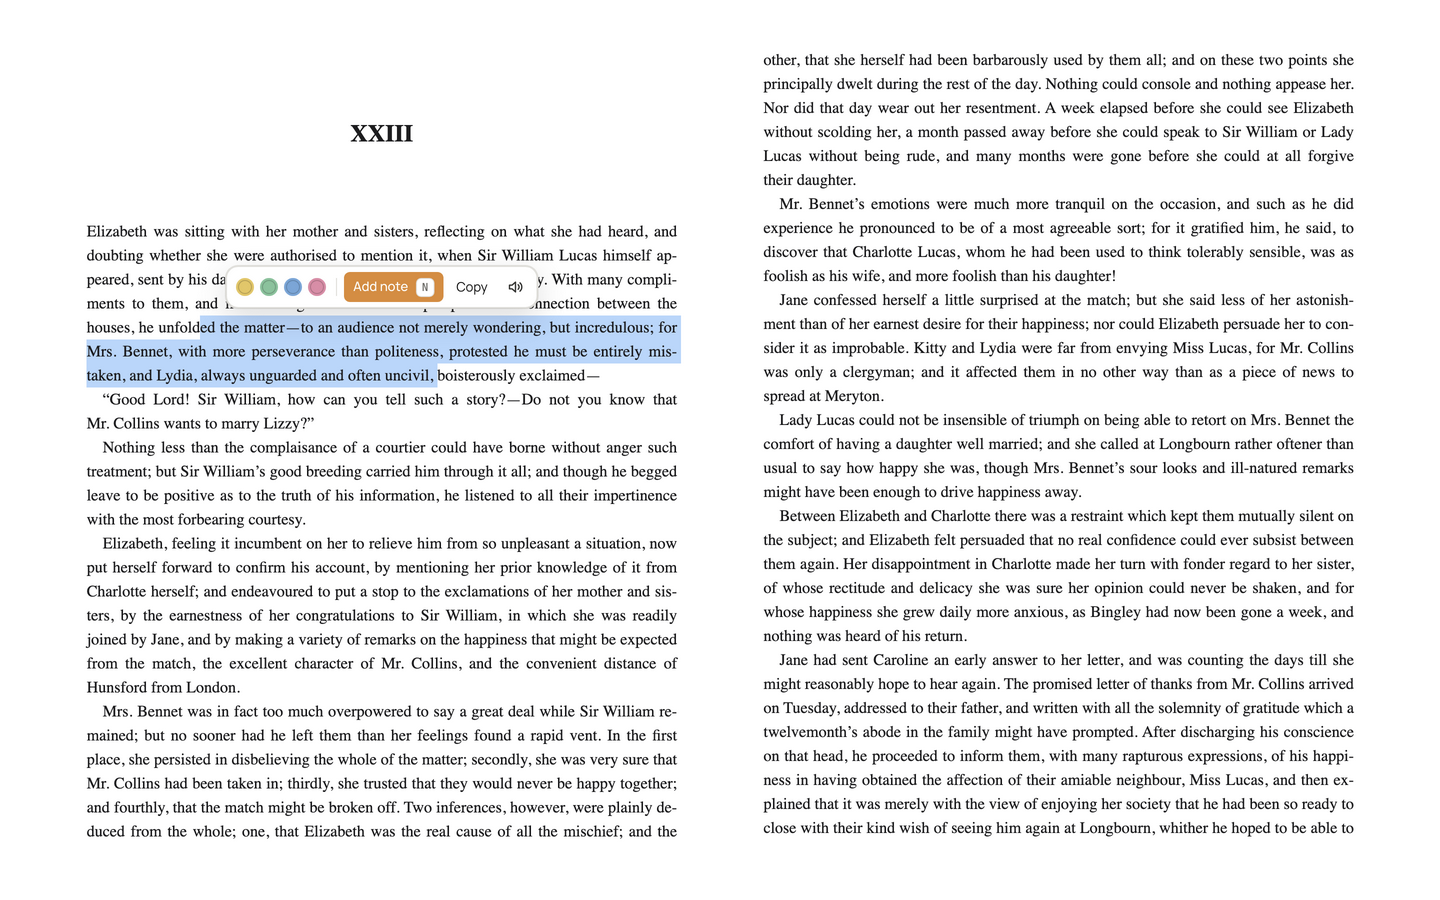 XXIII
Elizabeth was sitting with her mother and sisters, reflecting on what she had heard, and
doubting whether she were authorised to mention it, when Sir William Lucas himself ap-
peared, sent by his da y. With many compli-
ments to them, and between the
houses, he unfolded the matter—to an audience not merely wondering, but incredulous; for
Mrs. Bennet, with more perseverance than politeness, protested he must be entirely mis-
taken, and Lydia, always unguarded and often uncivil, boisterously exclaimed—
“Good Lord! Sir William, how can you tell such a story?—Do not you know that
Mr. Collins wants to marry Lizzy?”
Nothing less than the complaisance of a courtier could have borne without anger such
treatment; but Sir William’s good breeding carried him through it all; and though he begged
leave to be positive as to the truth of his information, he listened to all their impertinence
with the most forbearing courtesy.
Elizabeth, feeling it incumbent on her to relieve him from so unpleasant a situation, now
put herself forward to confirm his account, by mentioning her prior knowledge of it from
Charlotte herself; and endeavoured to put a stop to the exclamations of her mother and sis-
ters, by the earnestness of her congratulations to Sir William, in which she was readily
joined by Jane, and by making a variety of remarks on the happiness that might be expected
from the match, the excellent character of Mr. Collins, and the convenient distance of
Hunsford from London.
Mrs. Bennet was in fact too much overpowered to say a great deal while Sir William re-
mained; but no sooner had he left them than her feelings found a rapid vent. In the first
place, she persisted in disbelieving the whole of the matter; secondly, she was very sure that
Mr. Collins had been taken in; thirdly, she trusted that they would never be happy together;
and fourthly, that the match might be broken off. Two inferences, however, were plainly de-
duced from the whole; one, that Elizabeth was the real cause of all the mischief; and the
Add note N Copy
other, that she herself had been barbarously used by them all; and on these two points she
principally dwelt during the rest of the day. Nothing could console and nothing appease her.
Nor did that day wear out her resentment. A week elapsed before she could see Elizabeth
without scolding her, a month passed away before she could speak to Sir William or Lady
Lucas without being rude, and many months were gone before she could at all forgive
their daughter.
Mr. Bennet’s emotions were much more tranquil on the occasion, and such as he did
experience he pronounced to be of a most agreeable sort; for it gratified him, he said, to
discover that Charlotte Lucas, whom he had been used to think tolerably sensible, was as
foolish as his wife, and more foolish than his daughter!
Jane confessed herself a little surprised at the match; but she said less of her astonish-
ment than of her earnest desire for their happiness; nor could Elizabeth persuade her to con-
sider it as improbable. Kitty and Lydia were far from envying Miss Lucas, for Mr. Collins
was only a clergyman; and it affected them in no other way than as a piece of news to
spread at Meryton.
Lady Lucas could not be insensible of triumph on being able to retort on Mrs. Bennet the
comfort of having a daughter well married; and she called at Longbourn rather oftener than
usual to say how happy she was, though Mrs. Bennet’s sour looks and ill-natured remarks
might have been enough to drive happiness away.
Between Elizabeth and Charlotte there was a restraint which kept them mutually silent on
the subject; and Elizabeth felt persuaded that no real confidence could ever subsist between
them again. Her disappointment in Charlotte made her turn with fonder regard to her sister,
of whose rectitude and delicacy she was sure her opinion could never be shaken, and for
whose happiness she grew daily more anxious, as Bingley had now been gone a week, and
nothing was heard of his return.
Jane had sent Caroline an early answer to her letter, and was counting the days till she
might reasonably hope to hear again. The promised letter of thanks from Mr. Collins arrived
on Tuesday, addressed to their father, and written with all the solemnity of gratitude which a
twelvemonth’s abode in the family might have prompted. After discharging his conscience
on that head, he proceeded to inform them, with many rapturous expressions, of his happi-
ness in having obtained the affection of their amiable neighbour, Miss Lucas, and then ex-
plained that it was merely with the view of enjoying her society that he had been so ready to
close with their kind wish of seeing him again at Longbourn, whither he hoped to be able to